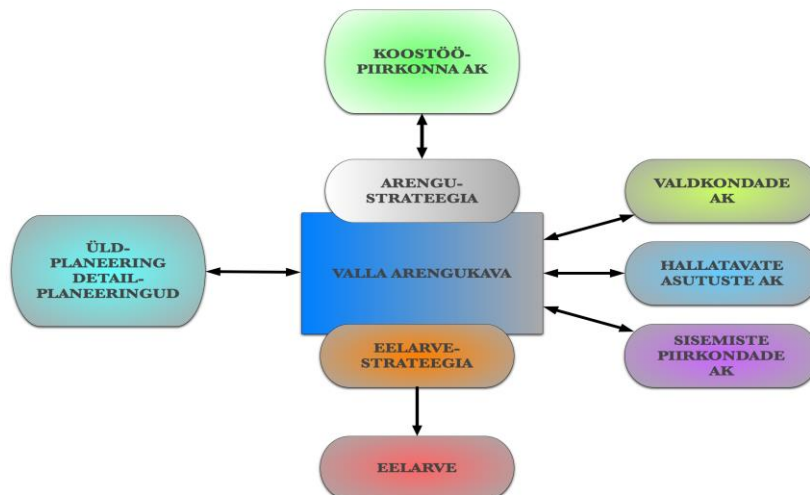 KOOSTÖÖ-
PIIRKONNA AK
ARENGU-
STRATEEGIA
VALDKONDADE
AK
ÜLD-
PLANEERING
DETAIL-
PLANEERINGUD
VALLA ARENGUKAVA
HALLATAVATE
ASUTUSTE AK
EELARVE-
STRATEEGIA
SISEMISTE
PIIRKONDADE
AK
EELARVE